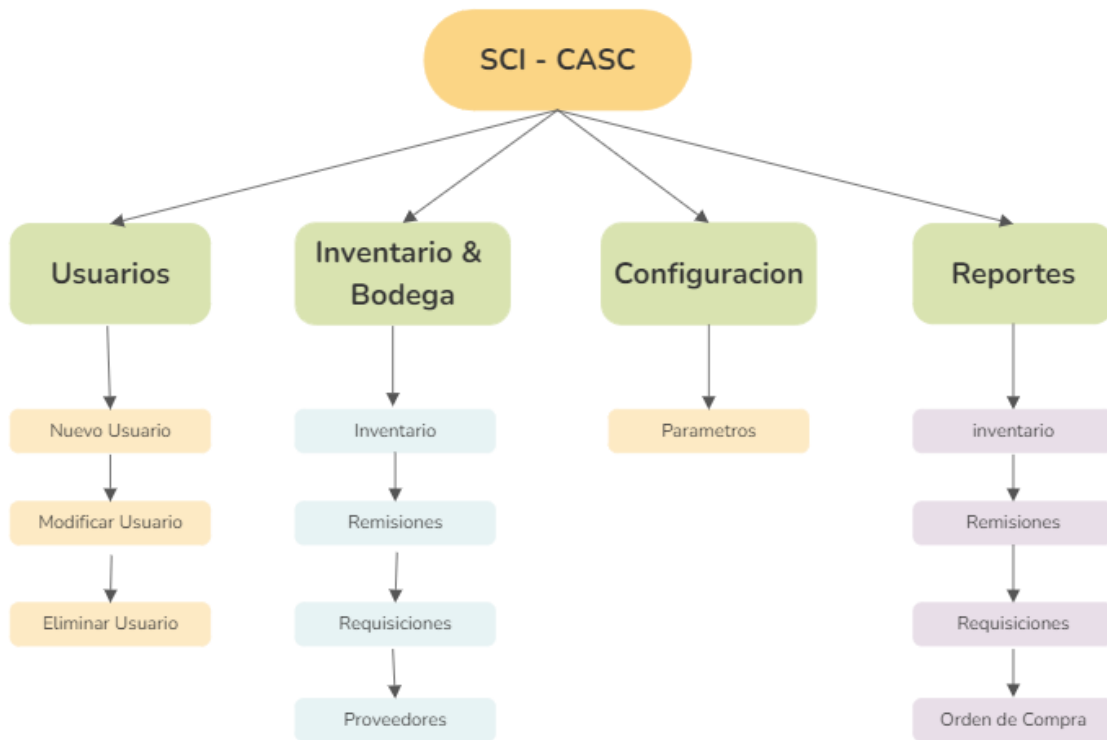 SCI - CASC
Usuarios
Inventario &
Bodega
Configuracion
Reportes
Nuevo Usuario
Inventario
Parametros
inventario
Modificar Usuario
Remisiones
Remisiones
Eliminar Usuario
Requisiciones
Requisiciones
Proveedores
Orden de Compra